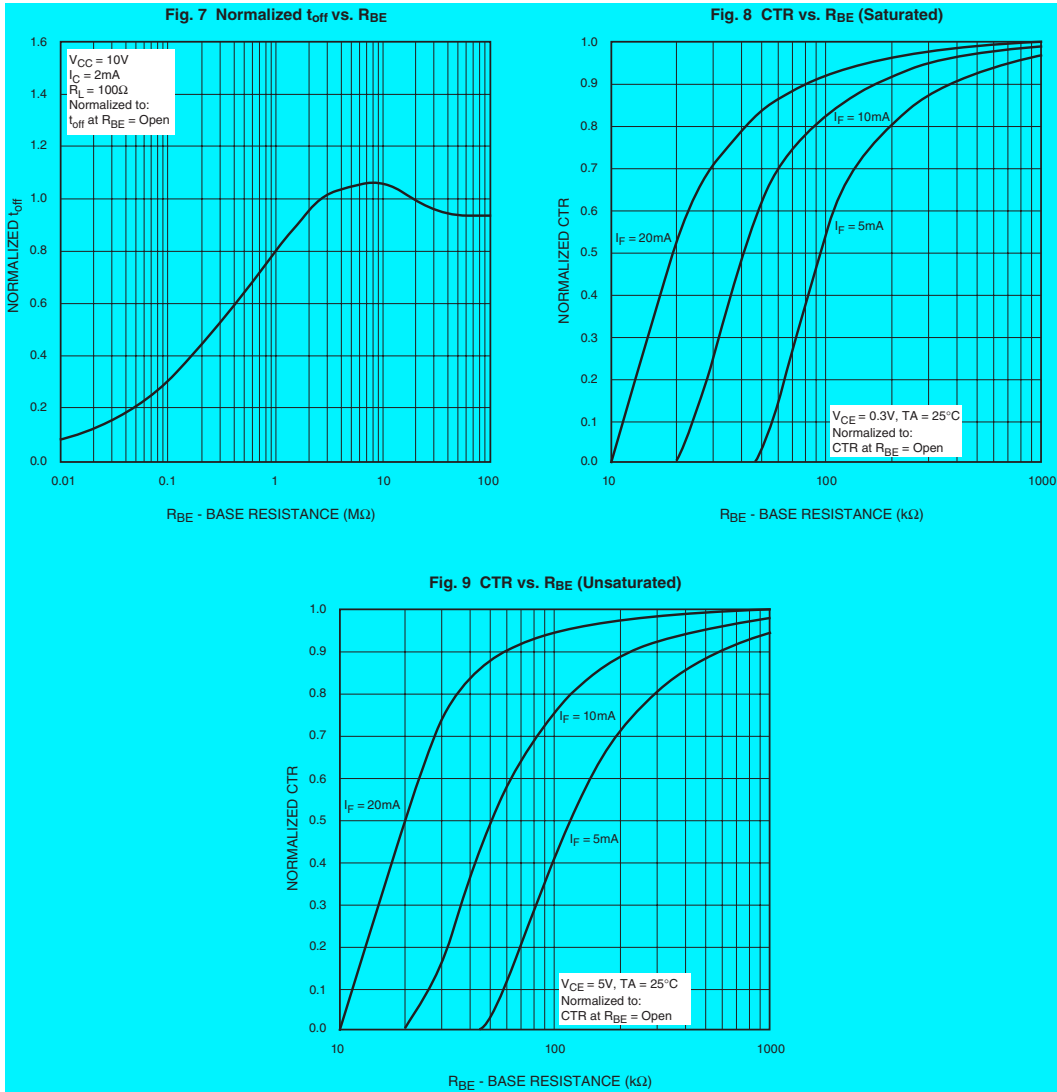 Fig. 7 Normalized toff vs. RBE
1.6
1.4
1.2
1.0
0.8
0.6
0.4
0.2
0.0
NORMALIZED toff
VCC = 10V
IC = 2mA
RL = 100Ω
Normalized to:
toff at RBE = Open
0.01
0.1
1
10
100
RBE - BASE RESISTANCE (MΩ)
Fig. 8 CTR vs. RBE (Saturated)
1.0
0.9
0.8
0.7
0.6
0.5
0.4
0.3
0.2
0.1
0.0
NORMALIZED CTR
IF = 10mA
IF = 20mA
IF = 5mA
VCE = 0.3V, TA = 25°C
Normalized to:
CTR at RBE = Open
10
100
1000
RBE - BASE RESISTANCE (kΩ)
Fig. 9 CTR vs. RBE (Unsaturated)
1.0
0.9
0.8
0.7
0.6
0.5
0.4
0.3
0.2
0.1
0.0
NORMALIZED CTR
IF = 10mA
IF = 20mA
IF = 5mA
VCE = 5V, TA = 25°C
Normalized to:
CTR at RBE = Open
10
100
1000
RBE - BASE RESISTANCE (kΩ)